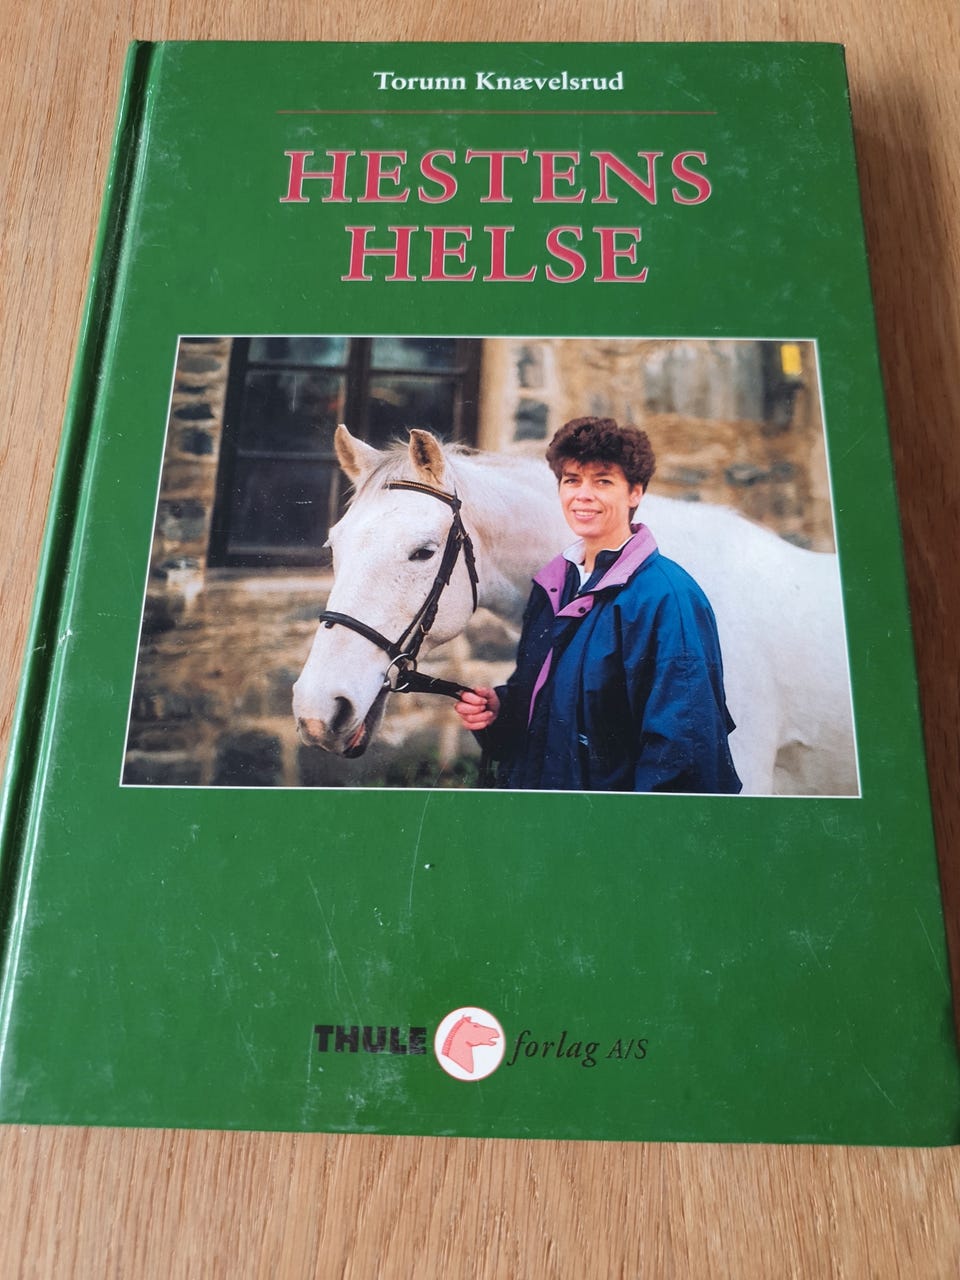 Torunn Knævelsrud
HESTENS
HELSE
THULE forlag A/S